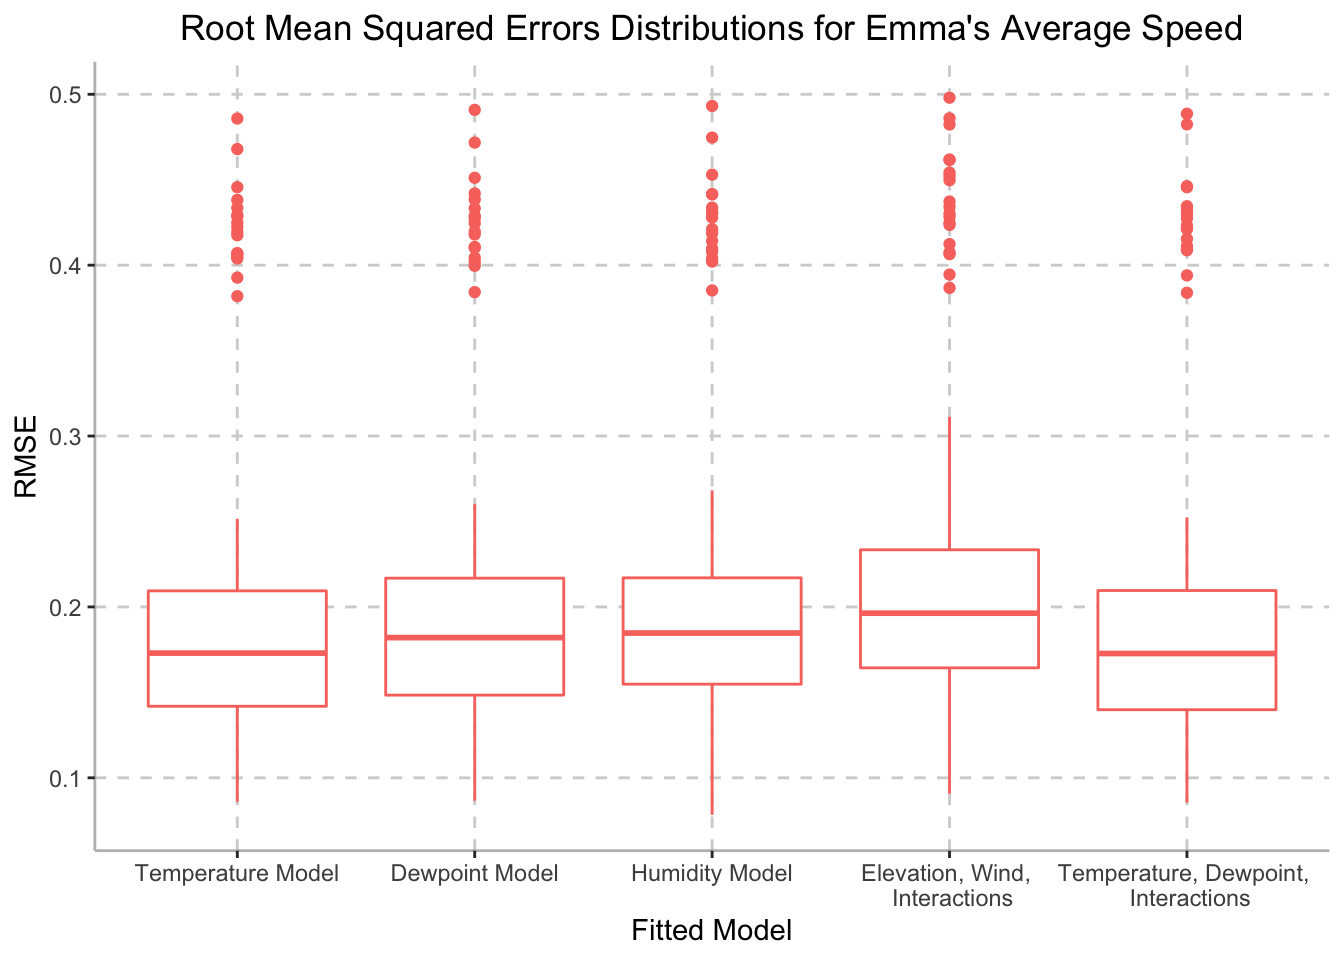 Root Mean Squared Errors Distributions for Emma's Average Speed
RMSE
0.5
0.4
0.3
0.2
0.1
Temperature Model
Dewpoint Model
Humidity Model
Elevation, Wind,
Interactions
Temperature, Dewpoint,
Interactions
Fitted Model